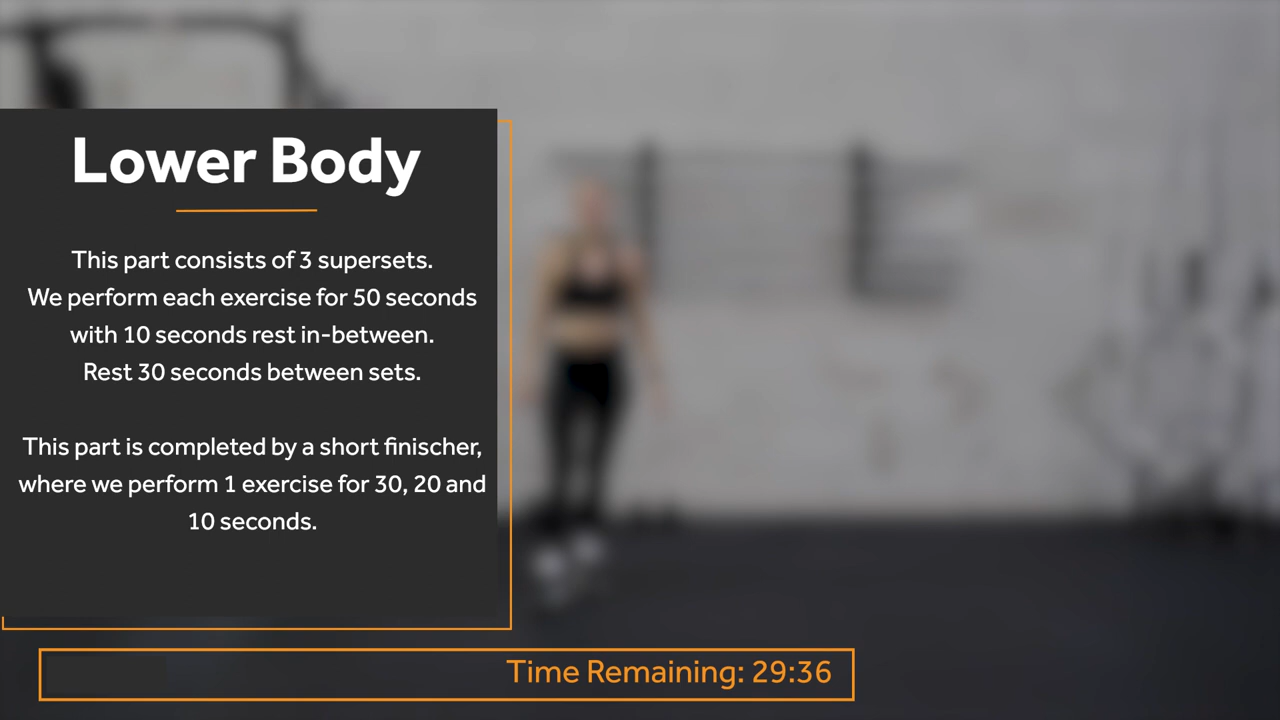 Lower Body
This part consists of 3 supersets.
We perform each exercise for 50 seconds
with 10 seconds rest in-between.
Rest 30 seconds between sets.
This part is completed by a short finischer,
where we perform 1 exercise for 30, 20 and
10 seconds.
Time Remaining: 29:36